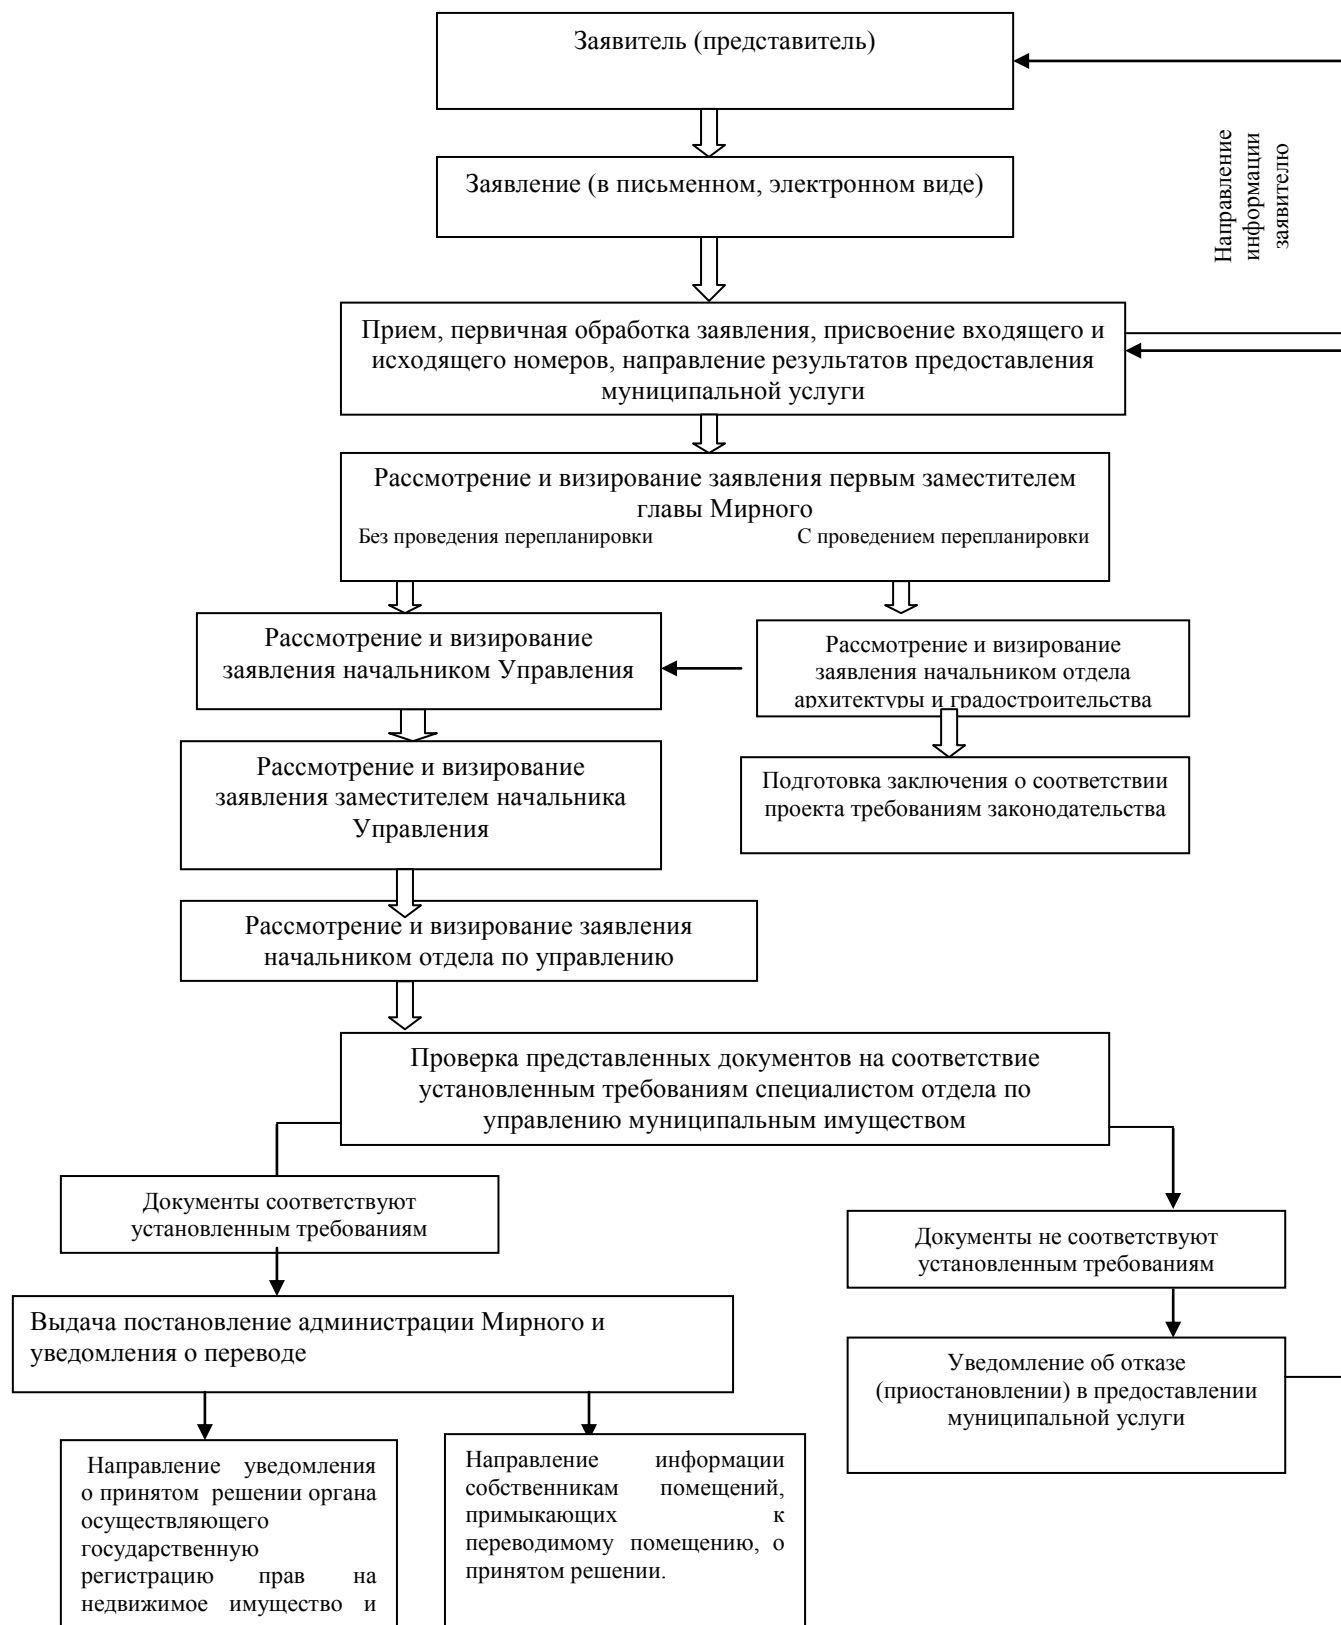 Заявитель (представитель)
Заявление (в письменном, электронном виде)
Направление
информации
заявителю
Прием, первичная обработка заявления, присвоение входящего и
исходящего номеров, направление результатов предоставления
муниципальной услуги
Рассмотрение и визирование заявления первым заместителем
главы Мирного
Без проведения перепланировки С проведением перепланировки
Рассмотрение и визирование
заявления начальником Управления
Рассмотрение и визирование
заявления начальником отдела
архитектуры и градостроительства
Рассмотрение и визирование
заявления заместителем начальника
Управления
Подготовка заключения о соответствии
проекта требованиям законодательства
Рассмотрение и визирование заявления
начальником отдела по управлению
Проверка представленных документов на соответствие
установленным требованиям специалистом отдела по
управлению муниципальным имуществом
Документы соответствуют
установленным требованиям
Документы не соответствуют
установленным требованиям
Выдача постановление администрации Мирного и
уведомления о переводе
Уведомление об отказе
(приостановлении) в предоставлении
муниципальной услуги
Направление уведомления
о принятом решении органа
осуществляющего
государственную
регистрацию прав на
недвижимое имущество и
Направление информации
собственникам помещений,
примыкающих к
переводимому помещению, о
принятом решении.